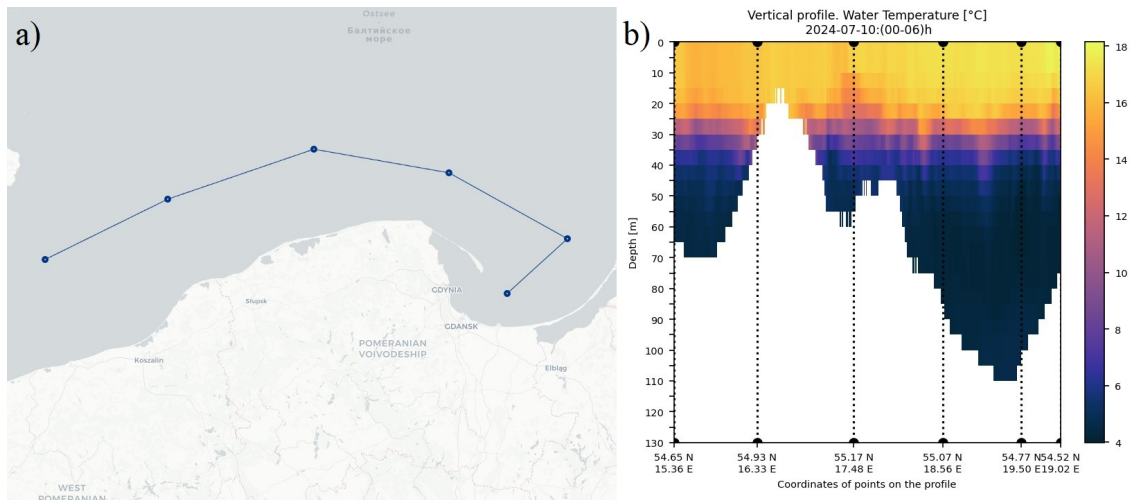 a)
Ostsee
Балтийское
море
Słupsk
Koszalin
GDYNIA
GDAŃSK
POMERANIAN
VOIVODESHIP
Elbląg
WEST
POMERANIAN
b)
Vertical profile. Water Temperature [°C]
2024-07-10:(00-06)h
0
10
20
30
40
50
60
70
80
90
100
110
120
130
Depth [m]
54.65 N
15.36 E
54.93 N
16.33 E
55.17 N
17.48 E
55.07 N
18.56 E
54.77 N
19.50 E
54.52 N
19.02 E
Coordinates of points on the profile
18
16
14
12
10
8
6
4